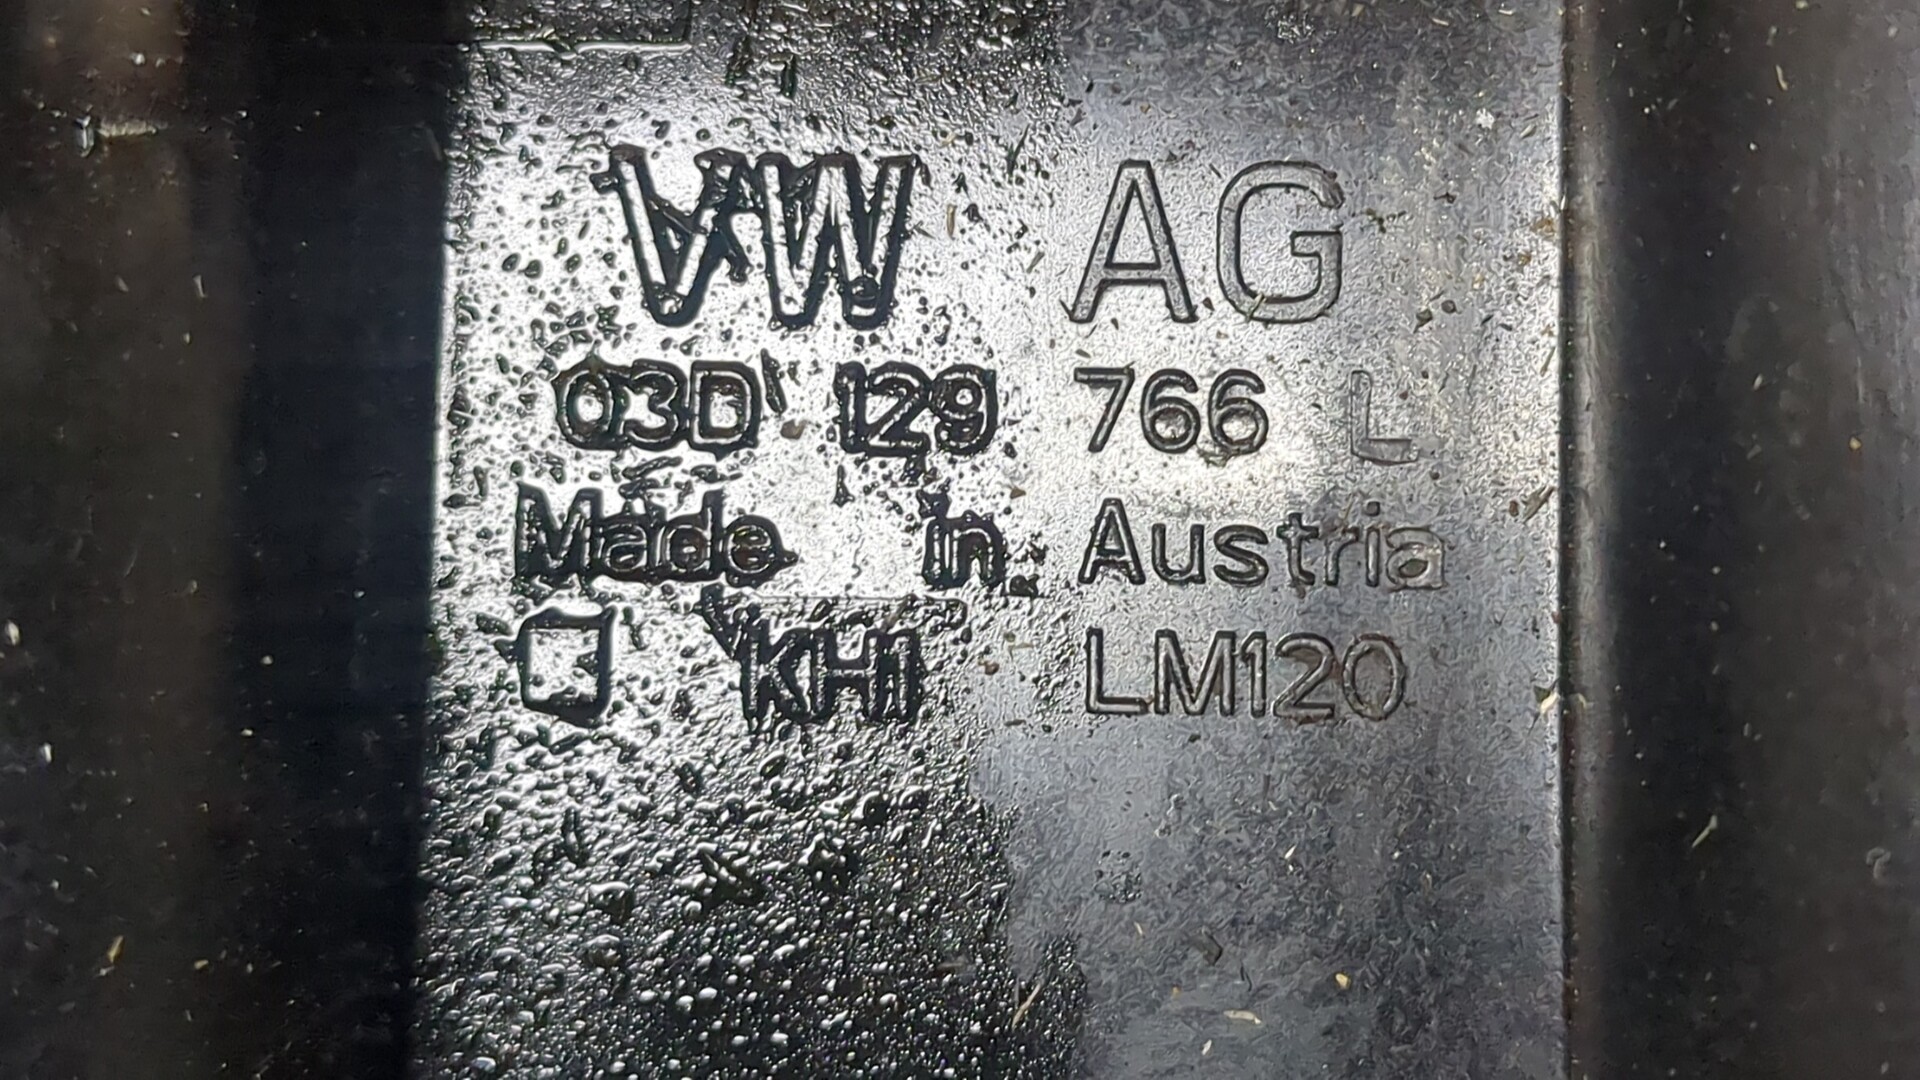 VW AG
03D 129 766 L
Made in Austria
KH1 LM120